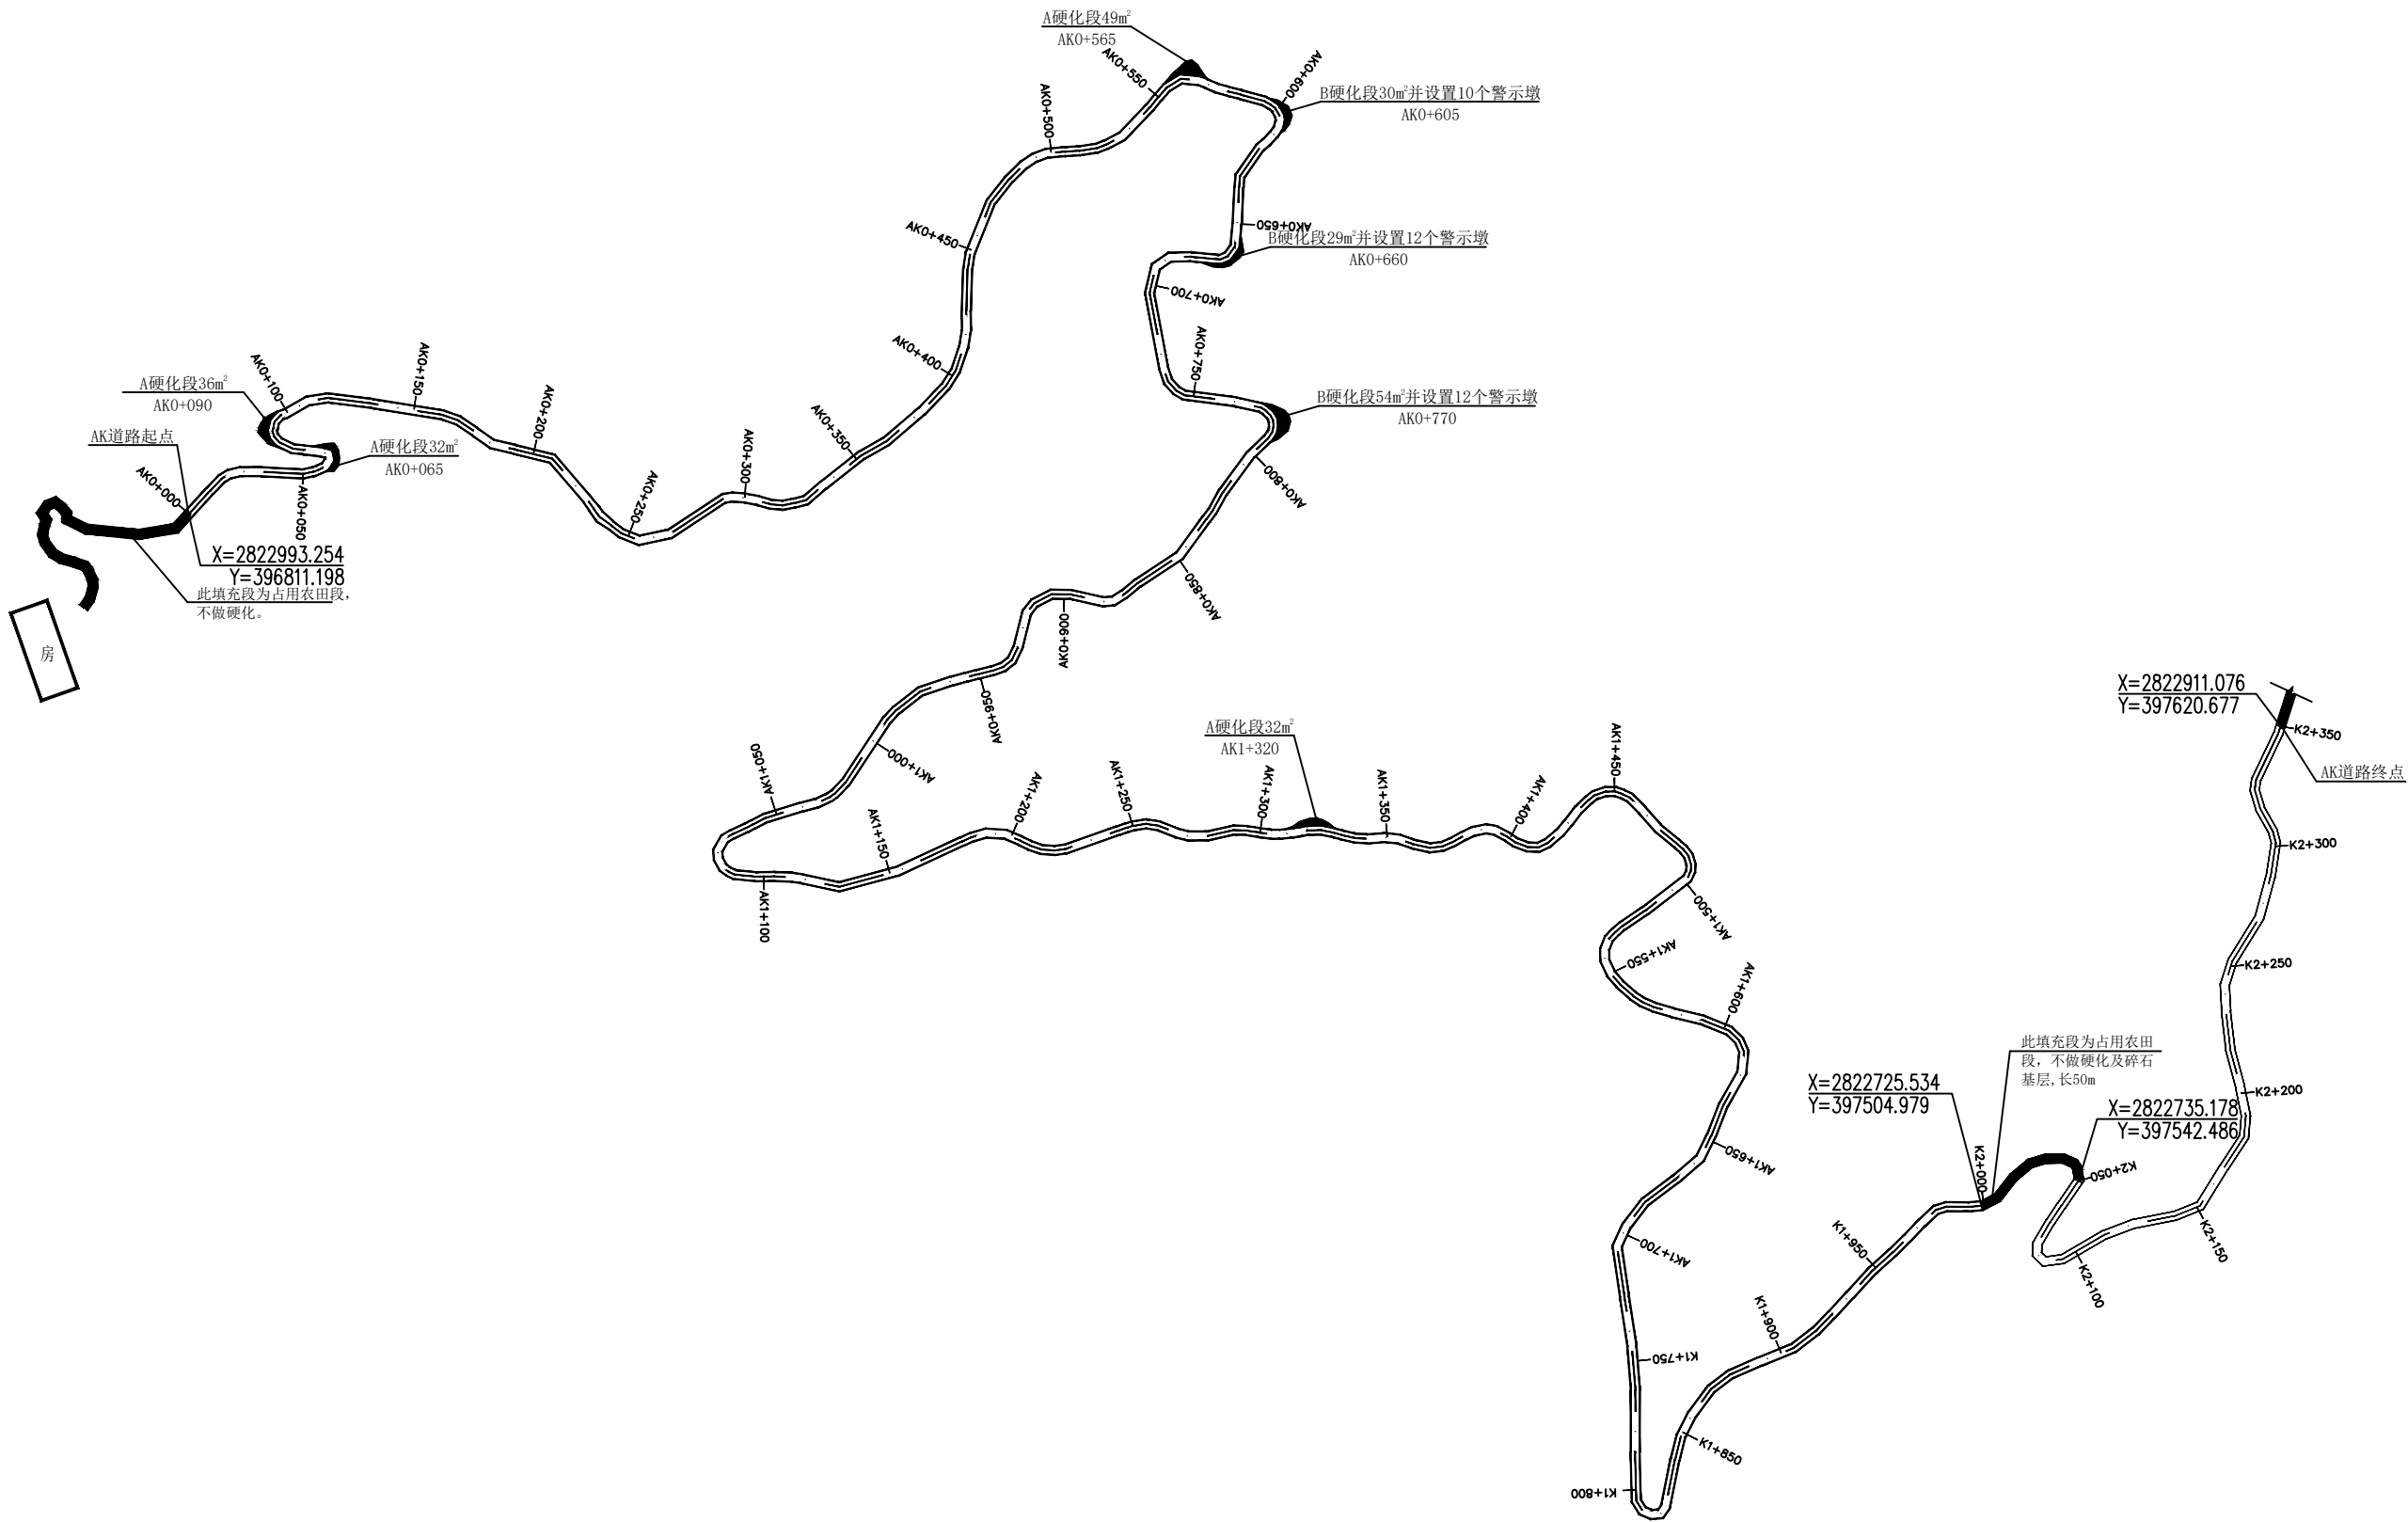 A硬化段49m²
AK0+565
AK0+550
AK0+600
B硬化段30m²并设置10个警示墩
AK0+605
AK0+500
AK0+450
AK0+650
B硬化段29m²并设置12个警示墩
AK0+660
AK0+700
AK0+400
AK0+750
B硬化段54m²并设置12个警示墩
AK0+770
AK0+800
AK0+350
AK0+300
AK0+250
AK0+200
AK0+150
AK0+100
A硬化段36m²
AK0+090
AK道路起点
A硬化段32m²
AK0+065
AK0+000
AK0+050
X=2822993.254
Y=396811.198
此填充段为占用农田段，
不做硬化。
房
AK0+850
AK0+900
AK0+950
AK1+000
AK1+050
AK1+100
AK1+150
AK1+200
AK1+250
AK1+300
A硬化段32m²
AK1+320
AK1+350
AK1+400
AK1+450
AK1+500
AK1+550
AK1+600
AK1+650
AK1+700
K1+750
K1+800
K1+850
K1+900
K1+950
K2+000
X=2822725.534
Y=397504.979
此填充段为占用农田
段，不做硬化及碎石
基层,长50m
X=2822735.178
Y=397542.486
K2+050
K2+100
K2+150
K2+200
K2+250
K2+300
K2+350
X=2822911.076
Y=397620.677
AK道路终点